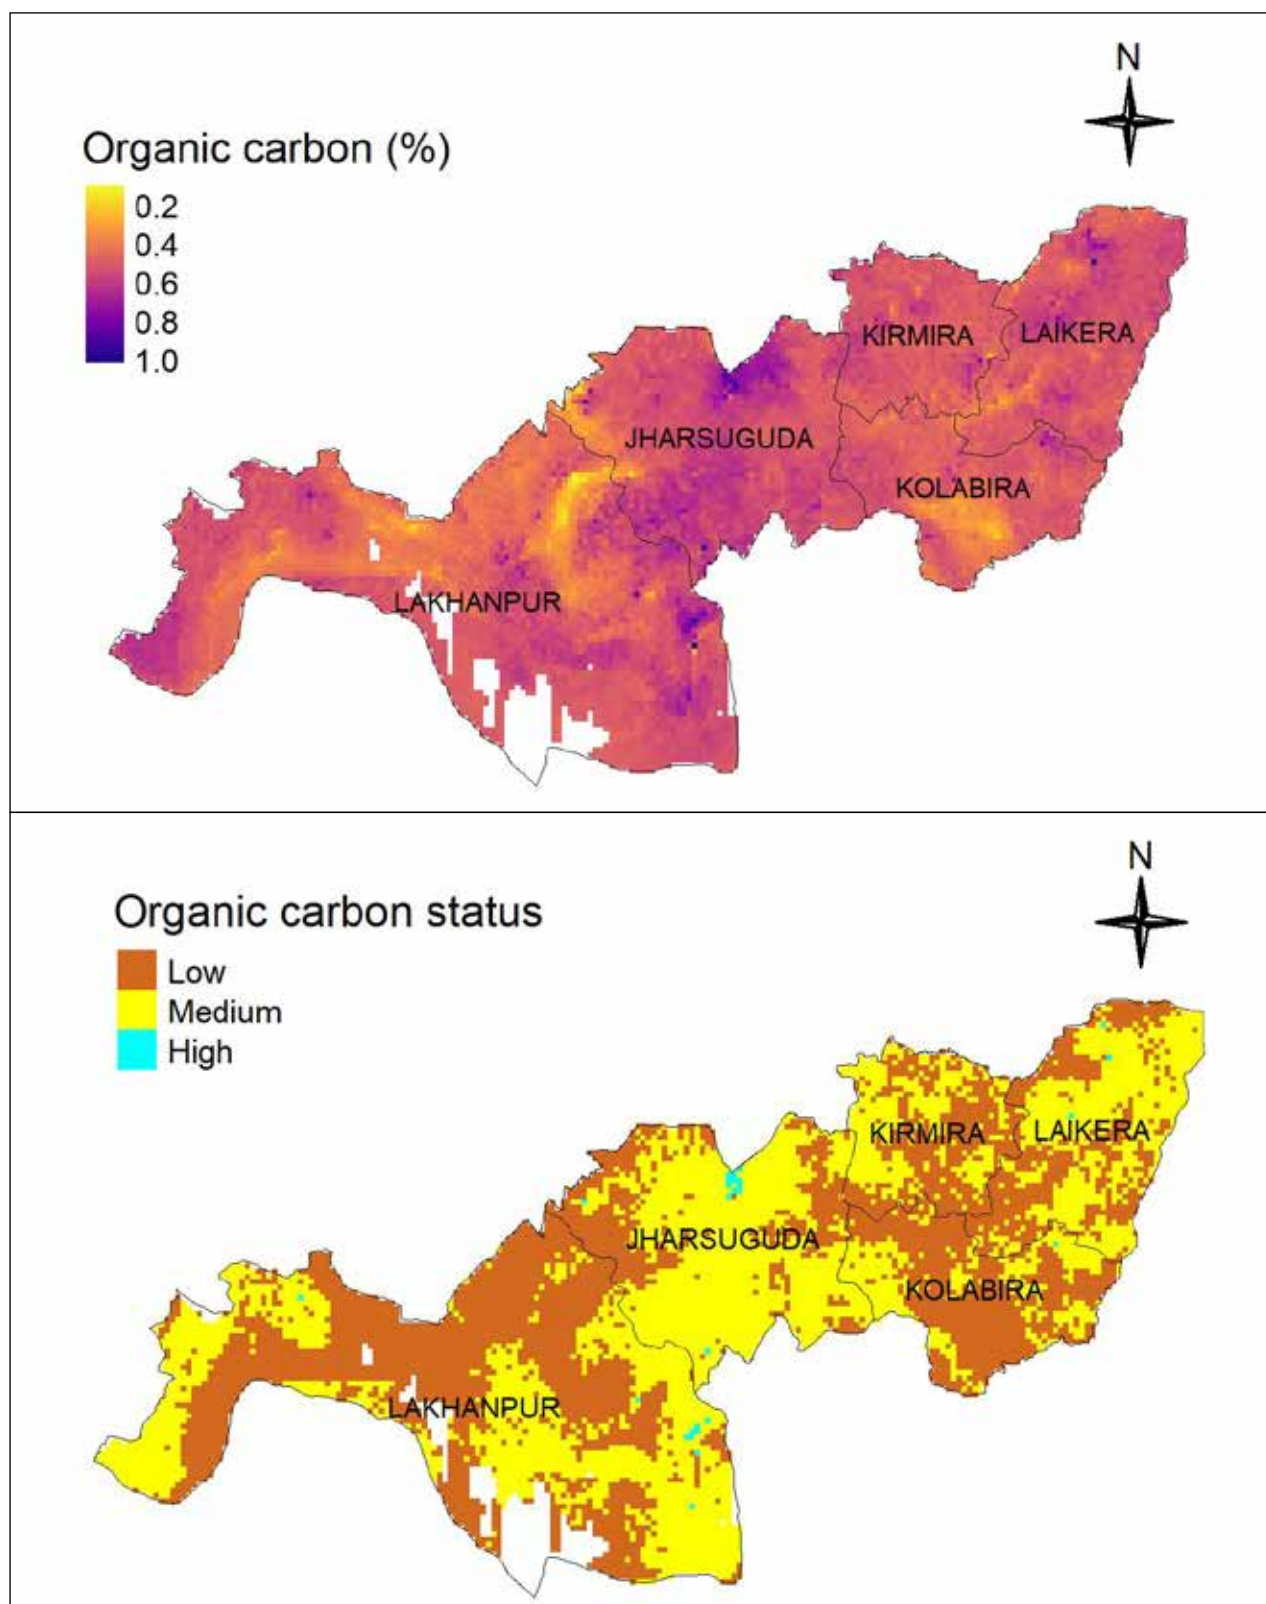 N
Organic carbon (%)
0.2
0.4
0.6
0.8
1.0
KIRMIRA
LAIKERA
JHARSUGUDA
KOLABIRA
LAKHANPUR
N
Organic carbon status
Low
Medium
High
KIRMIRA
LAIKERA
JHARSUGUDA
KOLABIRA
LAKHANPUR